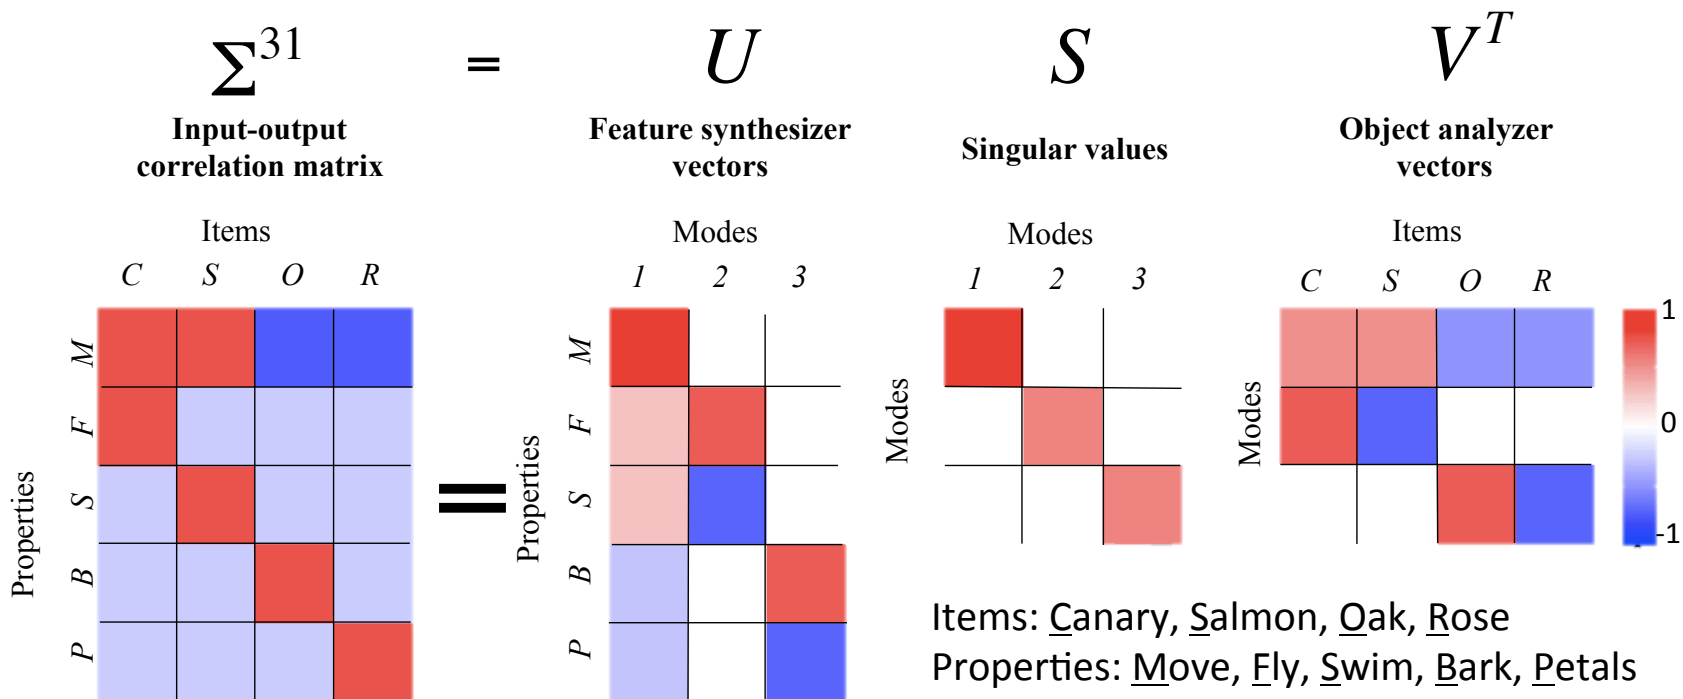 Σ³¹ = U S Vᵀ
Input-output
correlation matrix
Feature synthesizer
vectors
Singular values
Object analyzer
vectors
Items
C S O R
Properties
M
F
S
B
P
=
Modes
1 2 3
Properties
M
F
S
B
P
Modes
1 2 3
Modes
Items
C S O R
Modes
1
0
-1
Items: Canary, Salmon, Oak, Rose
Properties: Move, Fly, Swim, Bark, Petals